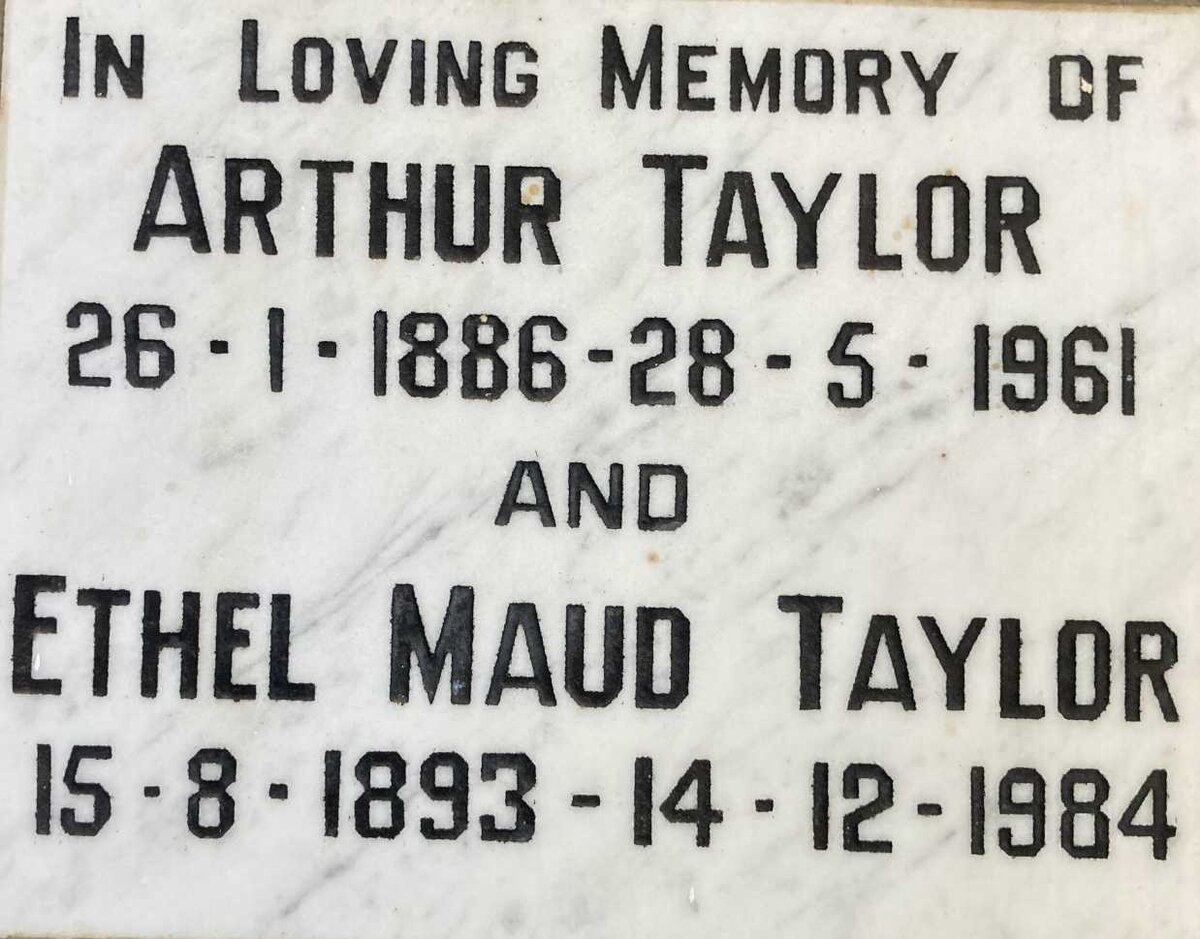 IN LOVING MEMORY OF
ARTHUR TAYLOR
26 · 1 · 1886 - 28 - 5 · 1961
AND
ETHEL MAUD TAYLOR
15 · 8 · 1893 - 14 · 12 - 1984